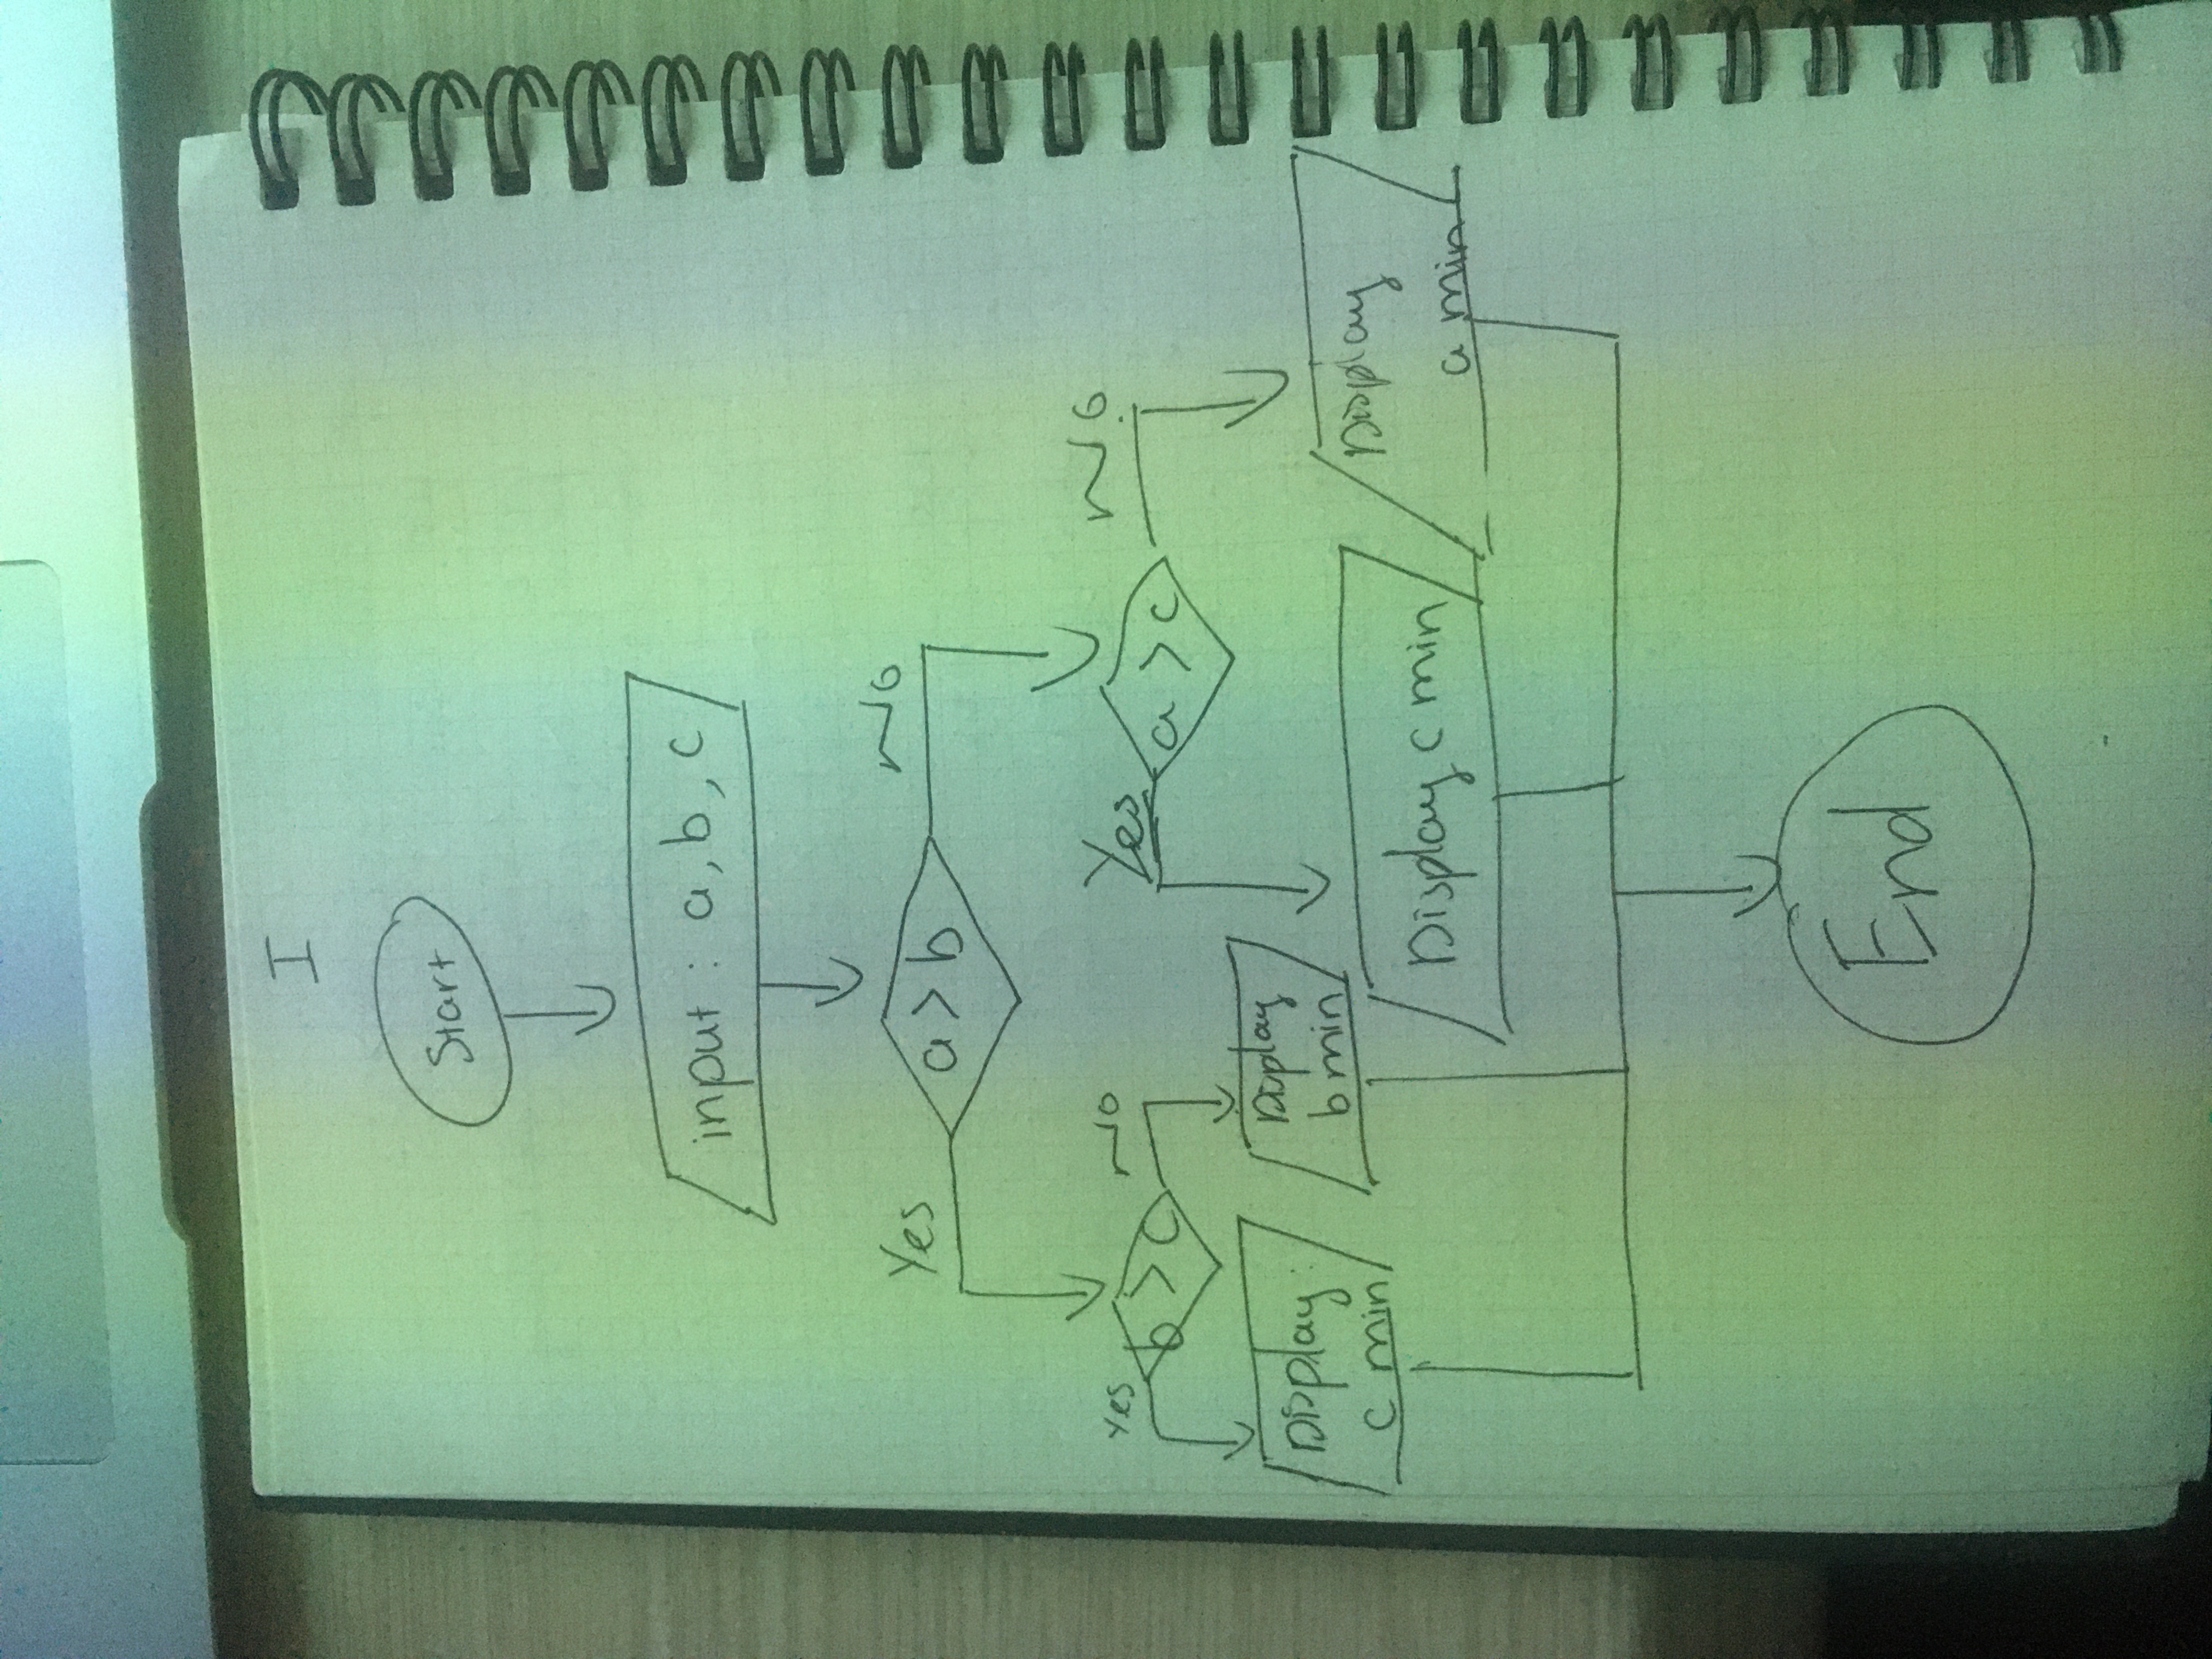 I
Start
input: a, b, c
Yes
a > b
No
Yes
b > c
No
Yes
a > c
No
Display:
c min
Display
b min
Display c min
Display
a min
End